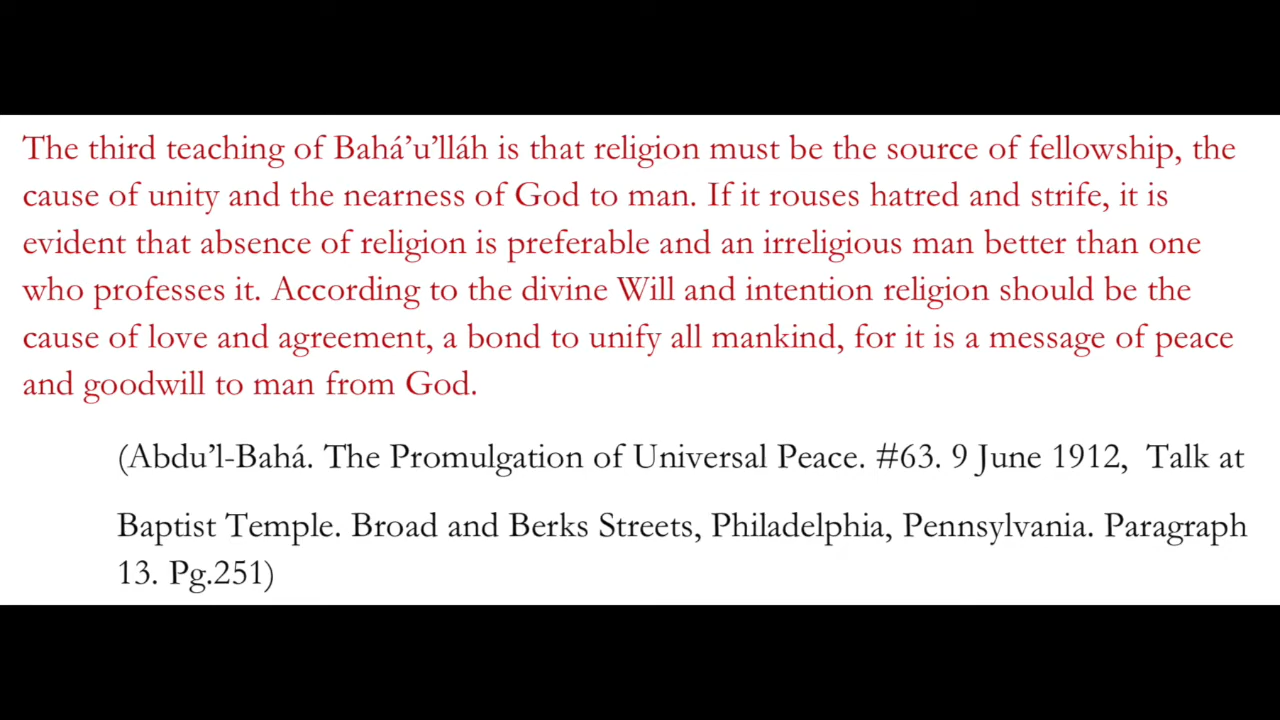 The third teaching of Bahá’u’lláh is that religion must be the source of fellowship, the
cause of unity and the nearness of God to man. If it rouses hatred and strife, it is
evident that absence of religion is preferable and an irreligious man better than one
who professes it. According to the divine Will and intention religion should be the
cause of love and agreement, a bond to unify all mankind, for it is a message of peace
and goodwill to man from God.
(Abdu’l-Bahá. The Promulgation of Universal Peace. #63. 9 June 1912, Talk at
Baptist Temple. Broad and Berks Streets, Philadelphia, Pennsylvania. Paragraph
13. Pg.251)